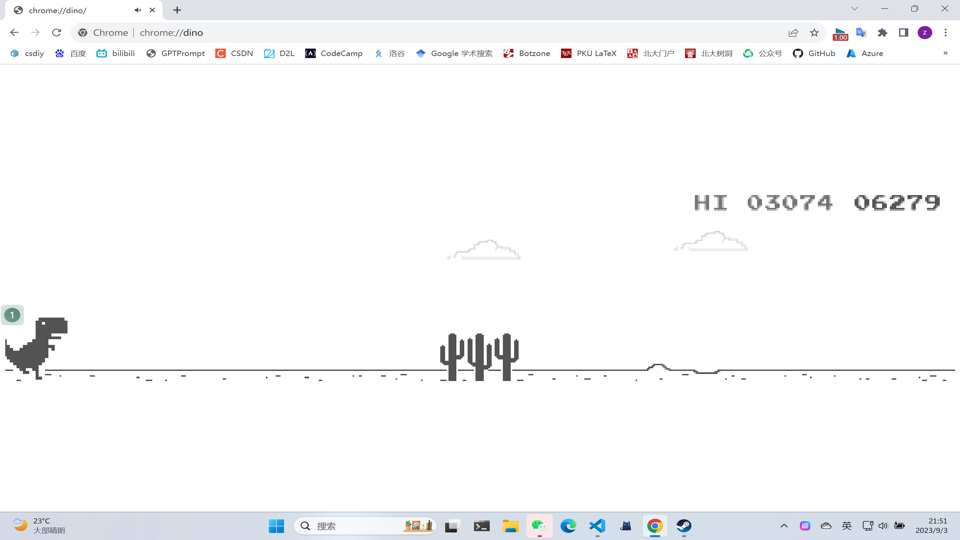 chrome://dino/
Chrome | chrome://dino
1.00
z
csdiy 百度 bilibili GPTPrompt CSDN D2L CodeCamp 洛谷 Google 学术搜索 Botzone PKU LaTeX 北大门户 北大树洞 公众号 GitHub Azure »
HI 03074 06279
1
23°C
大部晴朗
搜索
英
21:51
2023/9/3